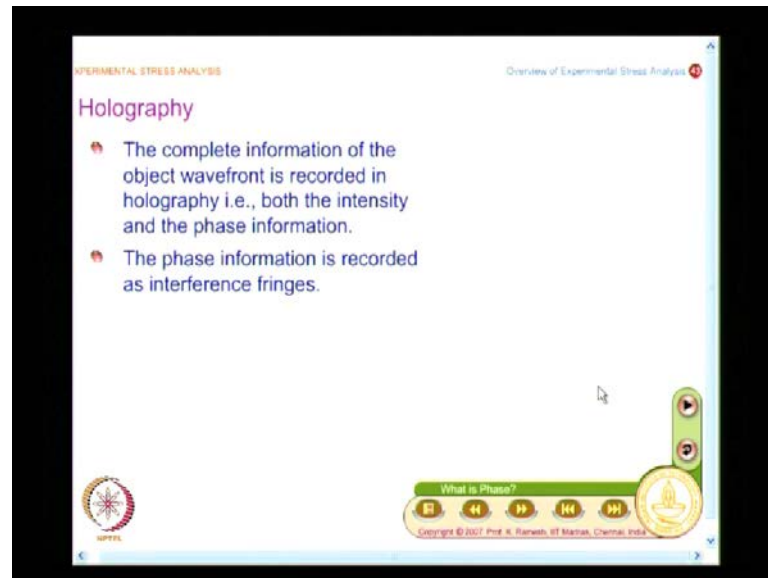 XPERIMENTAL STRESS ANALYSIS
Overview of Experimental Stress Analysis 43
Holography
The complete information of the
object wavefront is recorded in
holography i.e., both the intensity
and the phase information.
The phase information is recorded
as interference fringes.
What is Phase?
NPTEL
Copyright © 2007 Prof. K. Ramesh, IIT Madras, Chennai, India